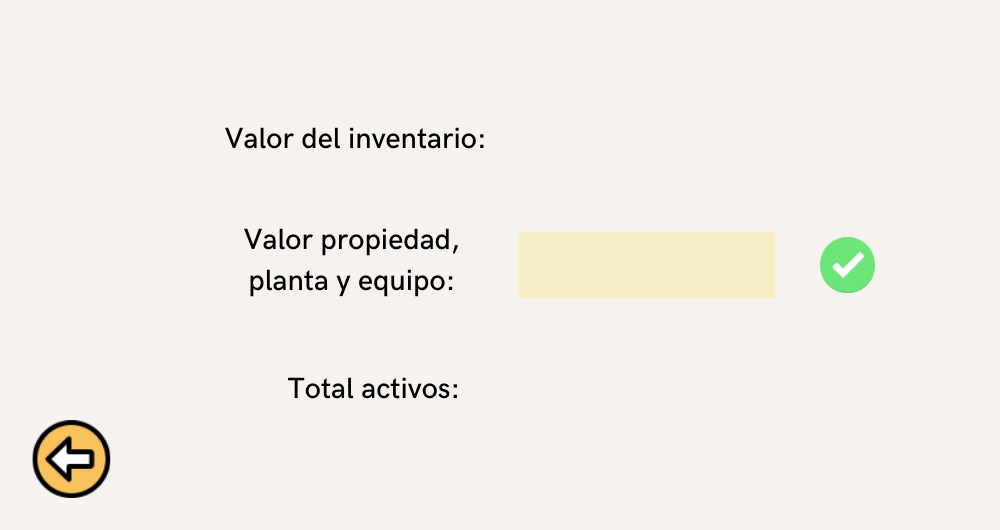 Valor del inventario:
Valor propiedad,
planta y equipo:
Total activos: